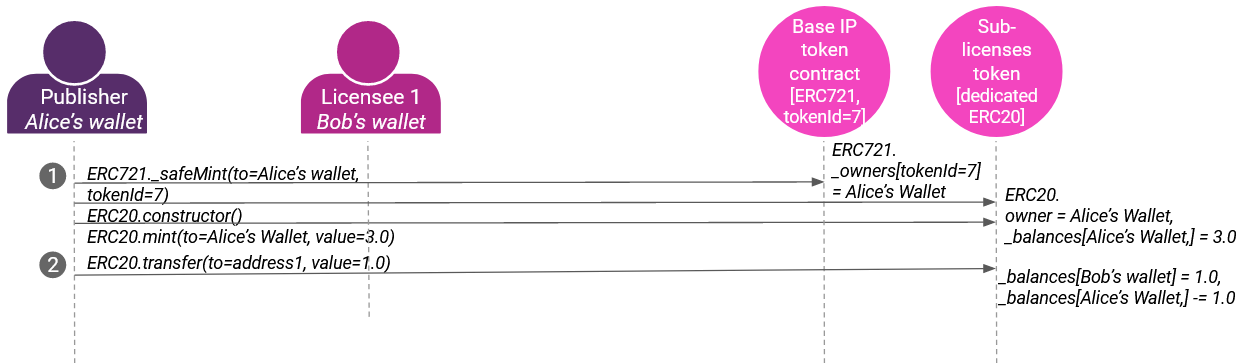 Publisher
Alice's wallet
Licensee 1
Bob's wallet
Base IP
token
contract
[ERC721,
tokenId=7]
Sub-
licenses
token
[dedicated
ERC20]
1
ERC721._safeMint(to=Alice's wallet,
tokenId=7)
ERC20.constructor()
ERC20.mint(to=Alice's Wallet, value=3.0)
ERC721.
_owners[tokenId=7]
= Alice's Wallet
ERC20.
owner = Alice's Wallet,
_balances[Alice's Wallet,] = 3.0
2
ERC20.transfer(to=address1, value=1.0)
_balances[Bob's wallet] = 1.0,
_balances[Alice's Wallet,] -= 1.0